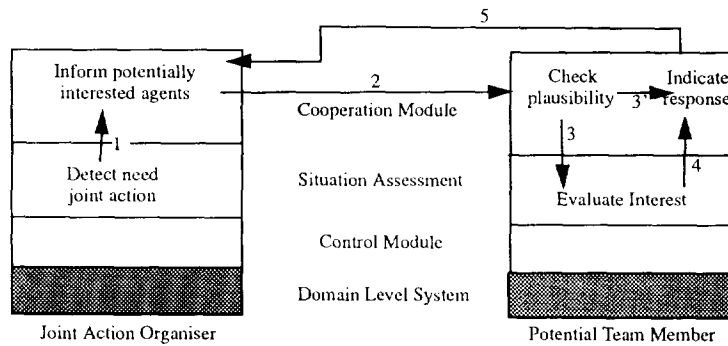 5
Inform potentially
interested agents
2
Cooperation Module
Check
plausibility
3'
Indicate
response
1
3
4
Detect need
joint action
Situation Assessment
Evaluate Interest
Control Module
Domain Level System
Joint Action Organiser
Potential Team Member